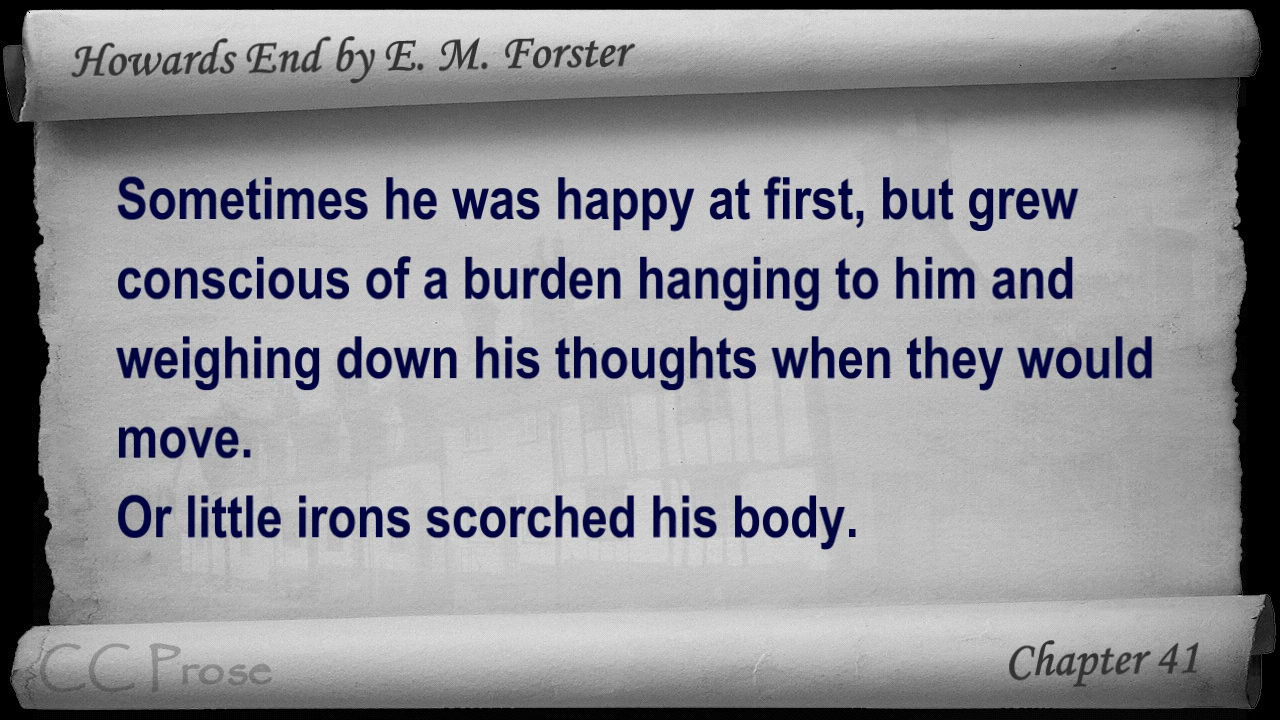 Howards End by E. M. Forster
Sometimes he was happy at first, but grew
conscious of a burden hanging to him and
weighing down his thoughts when they would
move.
Or little irons scorched his body.
CC Prose
Chapter 41